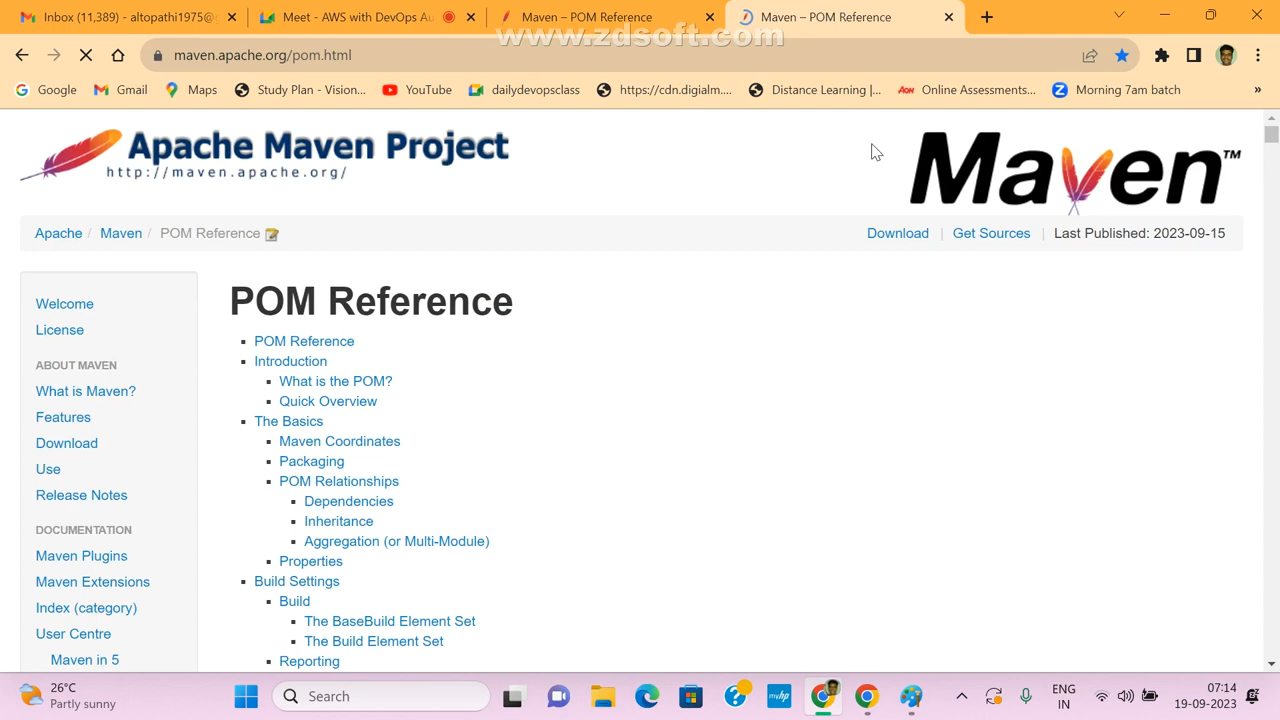 Inbox (11,389) - altopathi1975@g
Meet - AWS with DevOps Au
Maven – POM Reference
Maven – POM Reference
www.zdsoft.com
maven.apache.org/pom.html
Google
Gmail
Maps
Study Plan - Vision...
YouTube
dailydevopsclass
https://cdn.digialm....
Distance Learning |...
Aon
Online Assessments...
Morning 7am batch
»
Apache Maven Project
http://maven.apache.org/
Maven™
Apache / Maven / POM Reference
Download | Get Sources | Last Published: 2023-09-15
Welcome
License
ABOUT MAVEN
What is Maven?
Features
Download
Use
Release Notes
DOCUMENTATION
Maven Plugins
Maven Extensions
Index (category)
User Centre
Maven in 5
POM Reference
POM Reference
Introduction
What is the POM?
Quick Overview
The Basics
Maven Coordinates
Packaging
POM Relationships
Dependencies
Inheritance
Aggregation (or Multi-Module)
Properties
Build Settings
Build
The BaseBuild Element Set
The Build Element Set
Reporting
26°C
Partly sunny
Search
myhp
ENG
IN
07:14
19-09-2023